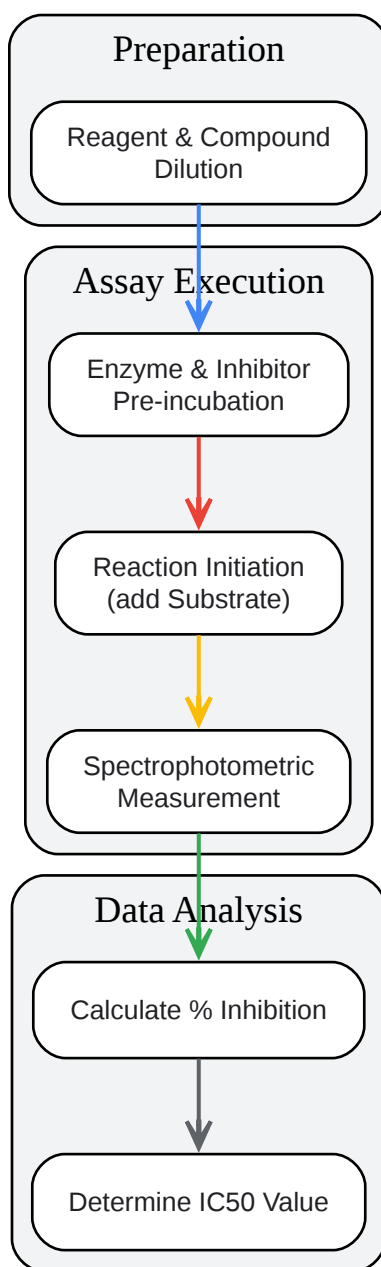 Preparation
Reagent & Compound
Dilution
Assay Execution
Enzyme & Inhibitor
Pre-incubation
Reaction Initiation
(add Substrate)
Spectrophotometric
Measurement
Data Analysis
Calculate % Inhibition
Determine IC50 Value